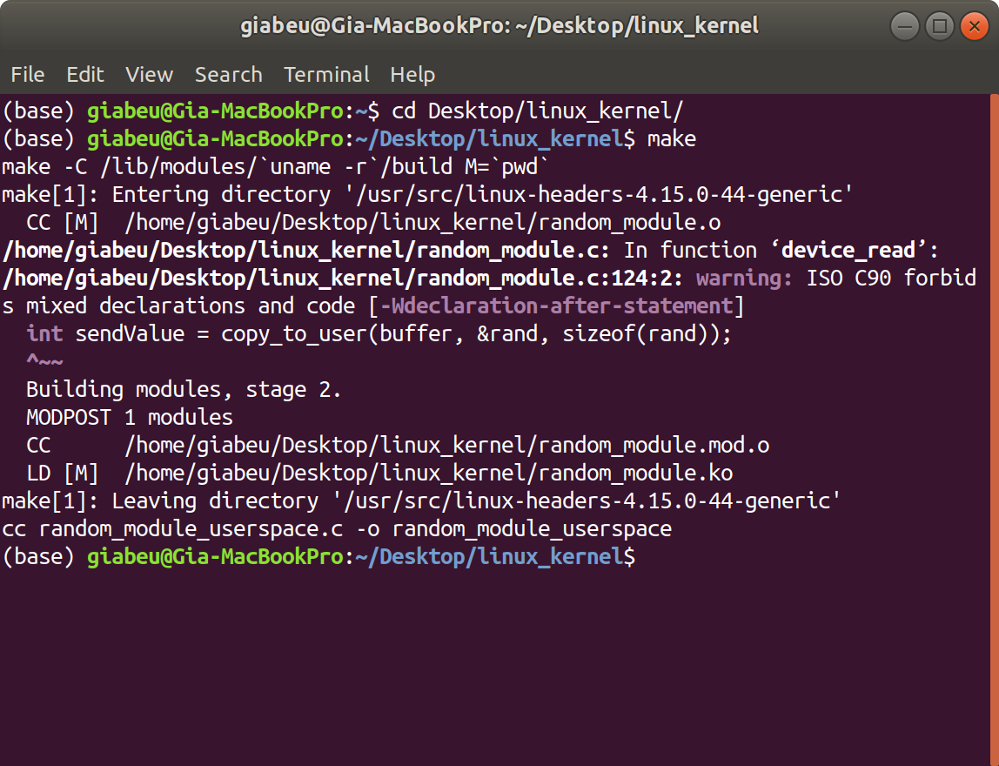 giabeu@Gia-MacBookPro: ~/Desktop/linux_kernel
File Edit View Search Terminal Help
(base) giabeu@Gia-MacBookPro:~$ cd Desktop/linux_kernel/
(base) giabeu@Gia-MacBookPro:~/Desktop/linux_kernel$ make
make -C /lib/modules/`uname -r`/build M=`pwd`
make[1]: Entering directory '/usr/src/linux-headers-4.15.0-44-generic'
  CC [M]  /home/giabeu/Desktop/linux_kernel/random_module.o
/home/giabeu/Desktop/linux_kernel/random_module.c: In function ‘device_read’:
/home/giabeu/Desktop/linux_kernel/random_module.c:124:2: warning: ISO C90 forbid
s mixed declarations and code [-Wdeclaration-after-statement]
  int sendValue = copy_to_user(buffer, &rand, sizeof(rand));
  ^~~
  Building modules, stage 2.
  MODPOST 1 modules
  CC      /home/giabeu/Desktop/linux_kernel/random_module.mod.o
  LD [M]  /home/giabeu/Desktop/linux_kernel/random_module.ko
make[1]: Leaving directory '/usr/src/linux-headers-4.15.0-44-generic'
cc random_module_userspace.c -o random_module_userspace
(base) giabeu@Gia-MacBookPro:~/Desktop/linux_kernel$